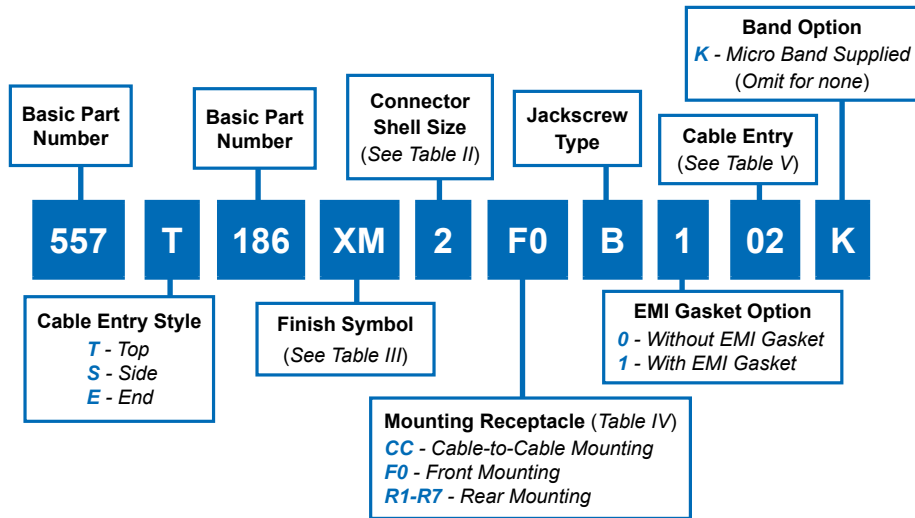 Band Option
K - Micro Band Supplied
(Omit for none)
Basic Part
Number
Basic Part
Number
Connector
Shell Size
(See Table II)
Jackscrew
Type
Cable Entry
(See Table V)
557 T 186 XM 2 F0 B 1 02 K
Cable Entry Style
T - Top
S - Side
E - End
Finish Symbol
(See Table III)
EMI Gasket Option
0 - Without EMI Gasket
1 - With EMI Gasket
Mounting Receptacle (Table IV)
CC - Cable-to-Cable Mounting
F0 - Front Mounting
R1-R7 - Rear Mounting